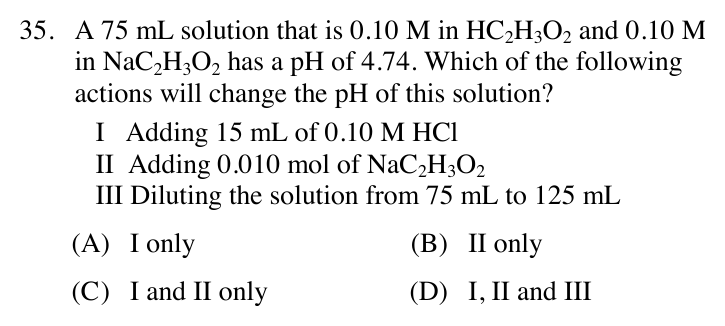 35. A 75 mL solution that is 0.10 M in HC₂H₃O₂ and 0.10 M
in NaC₂H₃O₂ has a pH of 4.74. Which of the following
actions will change the pH of this solution?
I Adding 15 mL of 0.10 M HCl
II Adding 0.010 mol of NaC₂H₃O₂
III Diluting the solution from 75 mL to 125 mL
(A) I only (B) II only
(C) I and II only (D) I, II and III